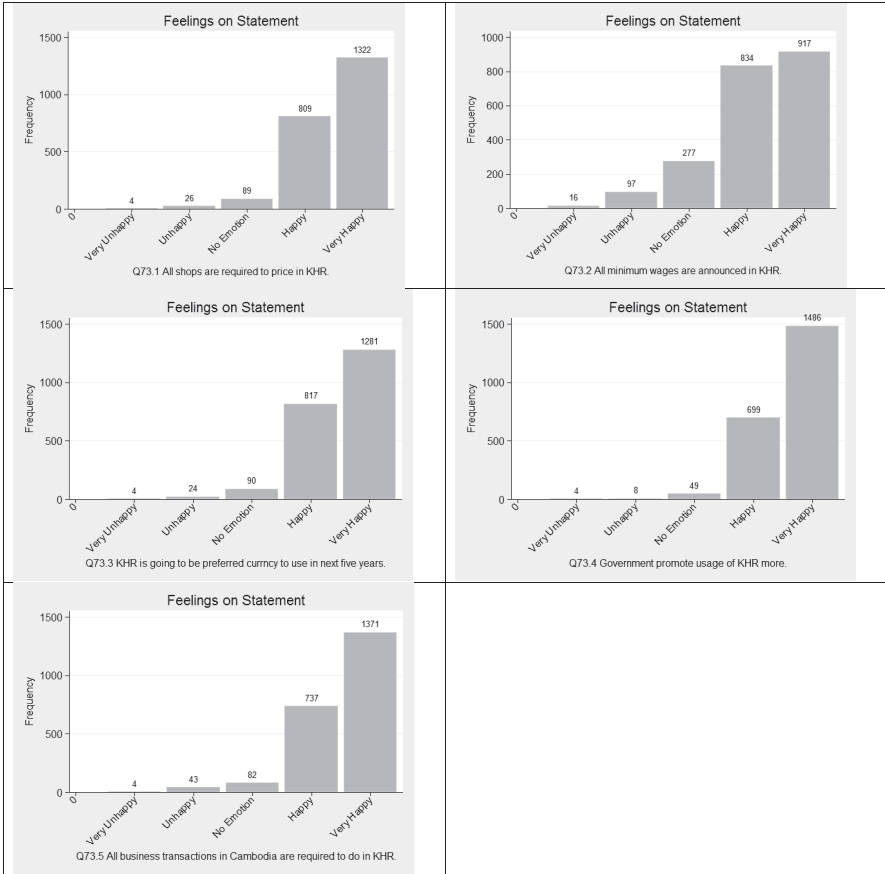 Feelings on Statement
1500
1000
500
0
Frequency
4
26
89
809
1322
0
Very Unhappy
Unhappy
No Emotion
Happy
Very Happy
Q73.1 All shops are required to price in KHR.
Feelings on Statement
1000
800
600
400
200
0
Frequency
16
97
277
834
917
0
Very Unhappy
Unhappy
No Emotion
Happy
Very Happy
Q73.2 All minimum wages are announced in KHR.
Feelings on Statement
1500
1000
500
0
Frequency
4
24
90
817
1281
0
Very Unhappy
Unhappy
No Emotion
Happy
Very Happy
Q73.3 KHR is going to be preferred currncy to use in next five years.
Feelings on Statement
1500
1000
500
0
Frequency
4
8
49
699
1486
0
Very Unhappy
Unhappy
No Emotion
Happy
Very Happy
Q73.4 Government promote usage of KHR more.
Feelings on Statement
1500
1000
500
0
Frequency
4
43
82
737
1371
0
Very Unhappy
Unhappy
No Emotion
Happy
Very Happy
Q73.5 All business transactions in Cambodia are required to do in KHR.